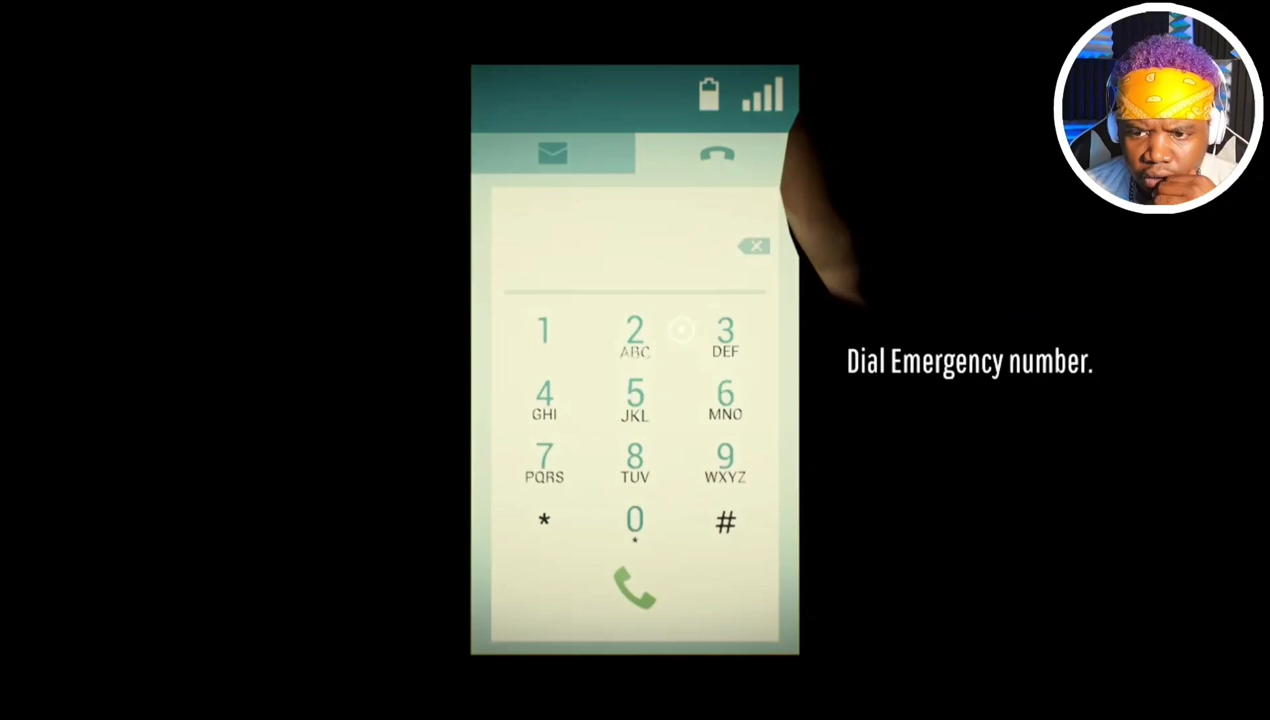 1 2 3
ABC DEF
4 5 6
GHI JKL MNO
7 8 9
PQRS TUV WXYZ
* 0 #
*
Dial Emergency number.